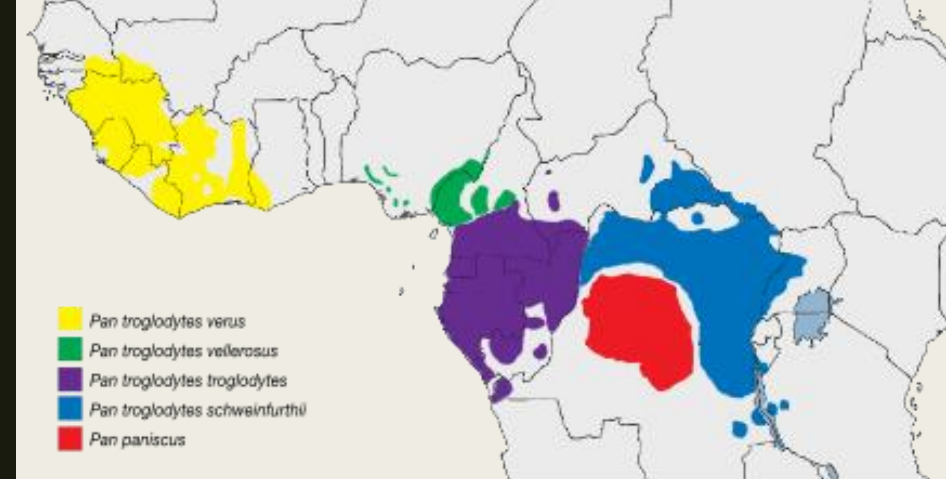 Pan troglodytes verus
Pan troglodytes vellerosus
Pan troglodytes troglodytes
Pan troglodytes schweinfurthii
Pan paniscus